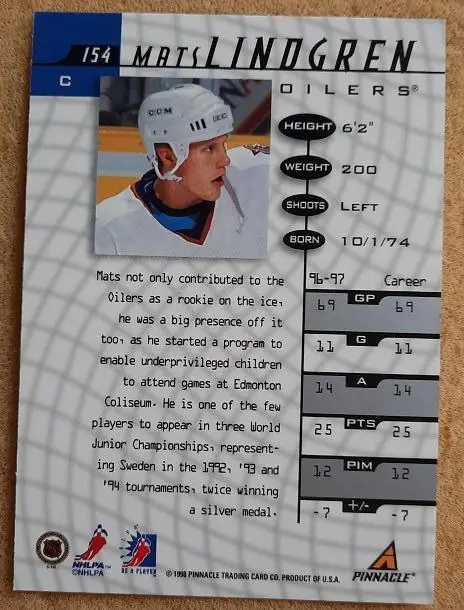 154 MATS LINDGREN
C
OILERS®
CCM
HEIGHT 6'2"
WEIGHT 200
SHOOTS LEFT
BORN 10/1/74
Mats not only contributed to the
Oilers as a rookie on the ice,
he was a big presence off it
too, as he started a program to
enable underprivileged children
to attend games at Edmonton
Coliseum. He is one of the few
players to appear in three World
Junior Championships, represent-
ing Sweden in the 1992, '93 and
'94 tournaments, twice winning
a silver medal.
96-97 Career
69 GP 69
11 G 11
14 A 14
25 PTS 25
12 PIM 12
-7 +/- -7
NHLPA™
©NHLPA
BE A PLAYER
© 1998 PINNACLE TRADING CARD CO. PRODUCT OF U.S.A.
PINNACLE